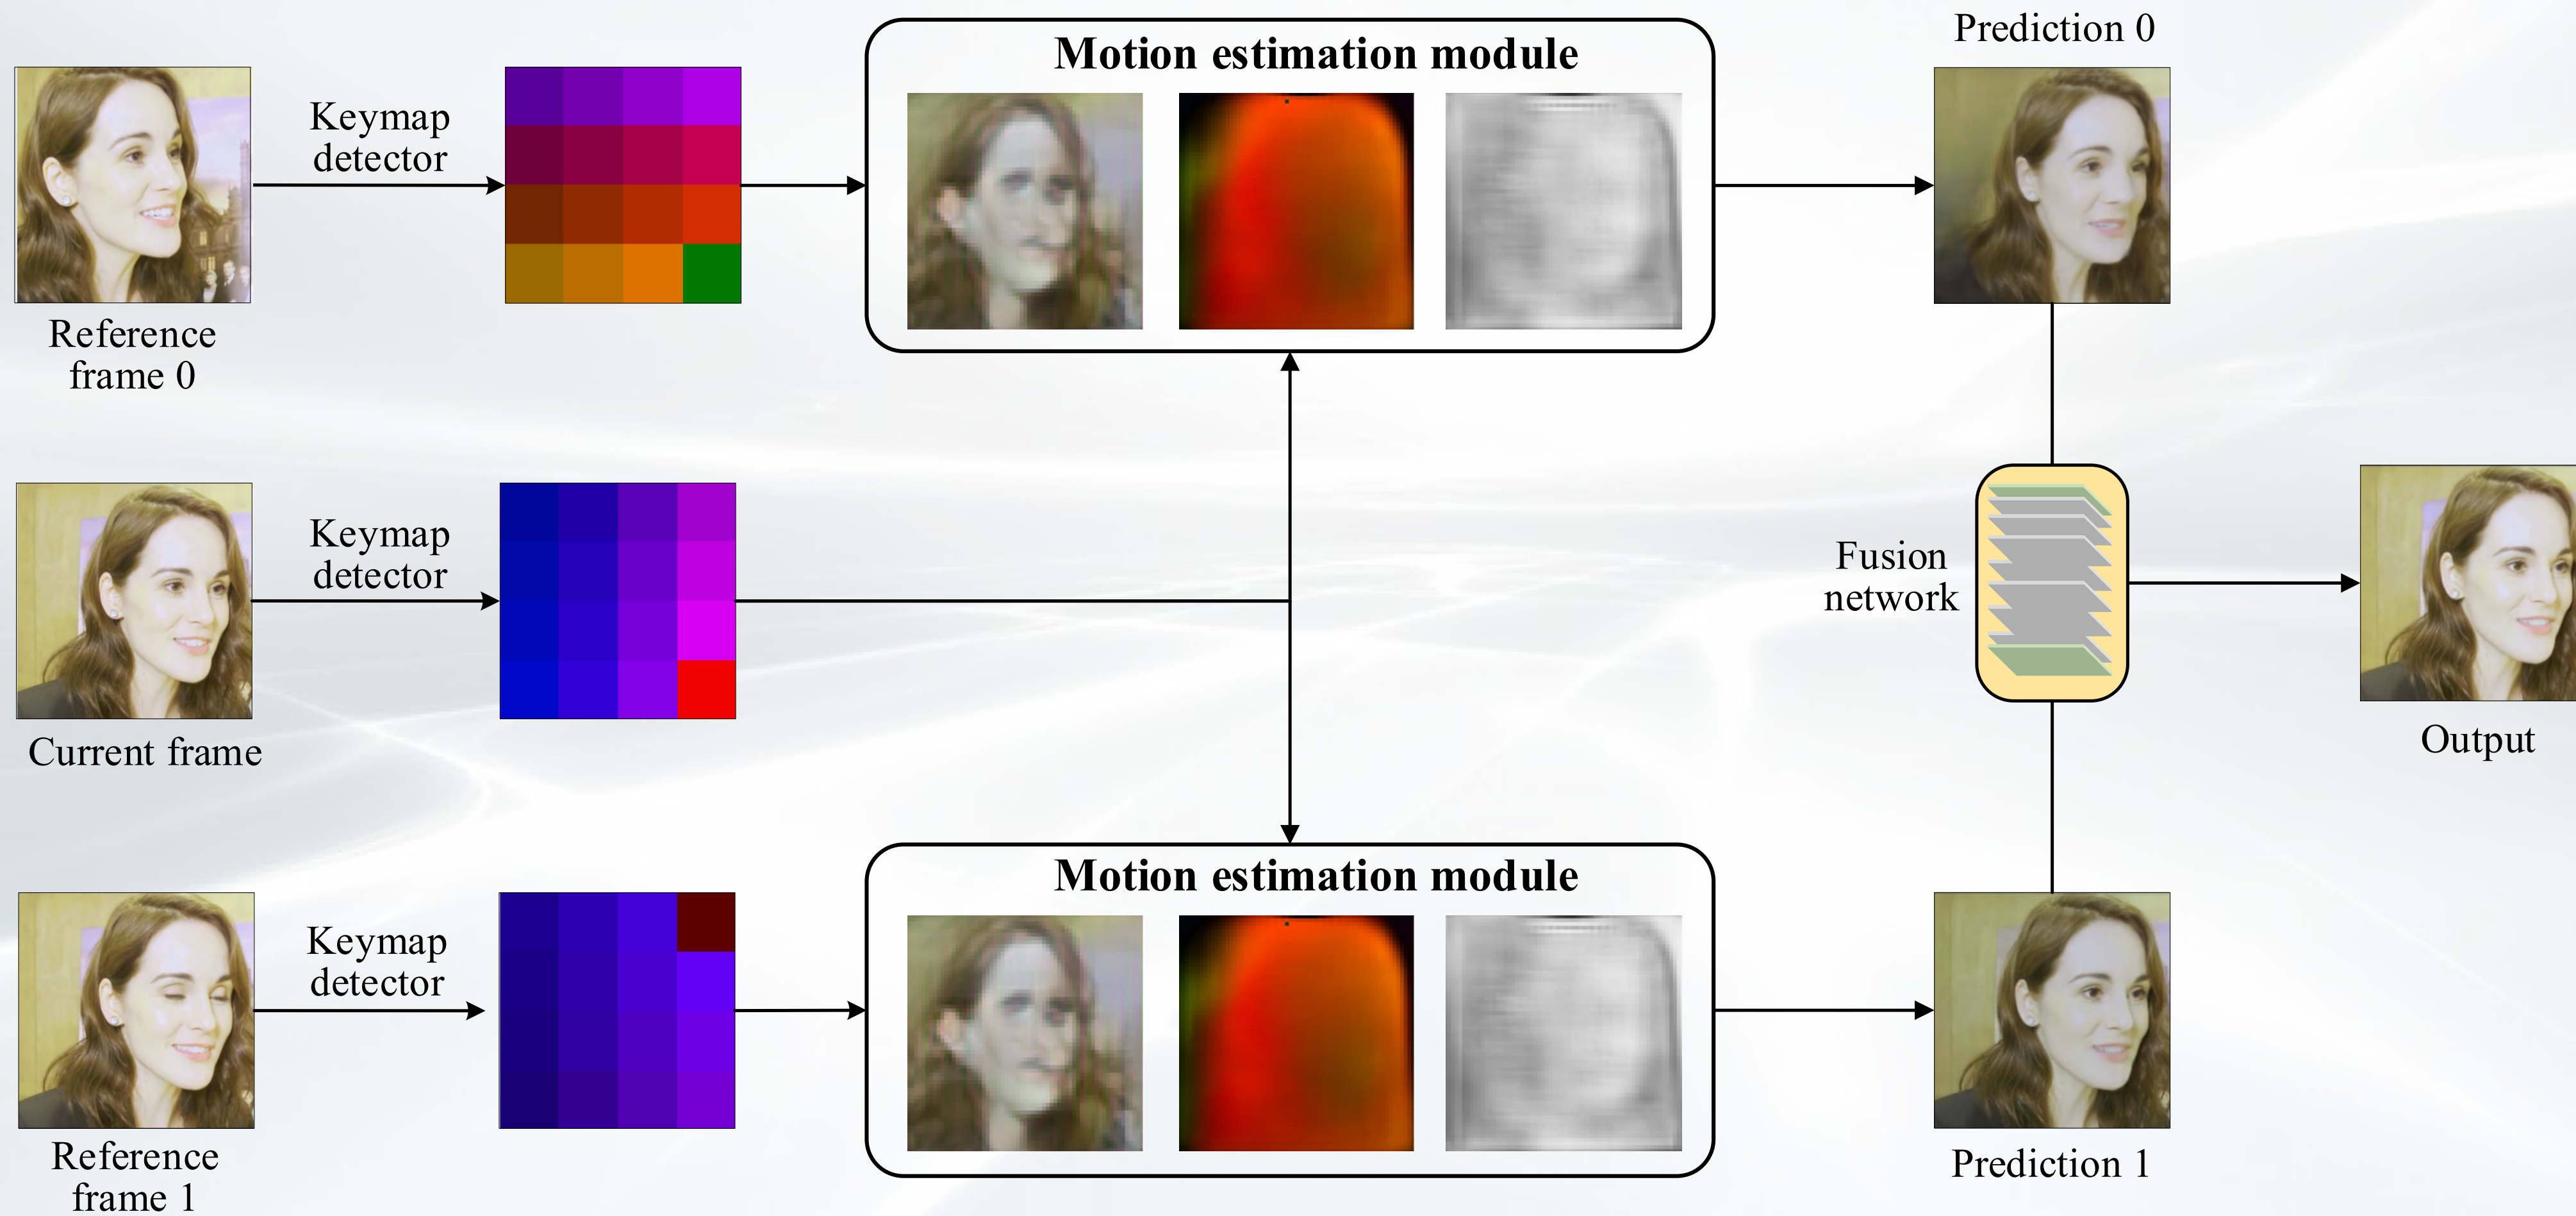 Motion estimation module
Prediction 0
Keymap
detector
Reference
frame 0
Keymap
detector
Fusion
network
Current frame
Output
Motion estimation module
Keymap
detector
Reference
frame 1
Prediction 1